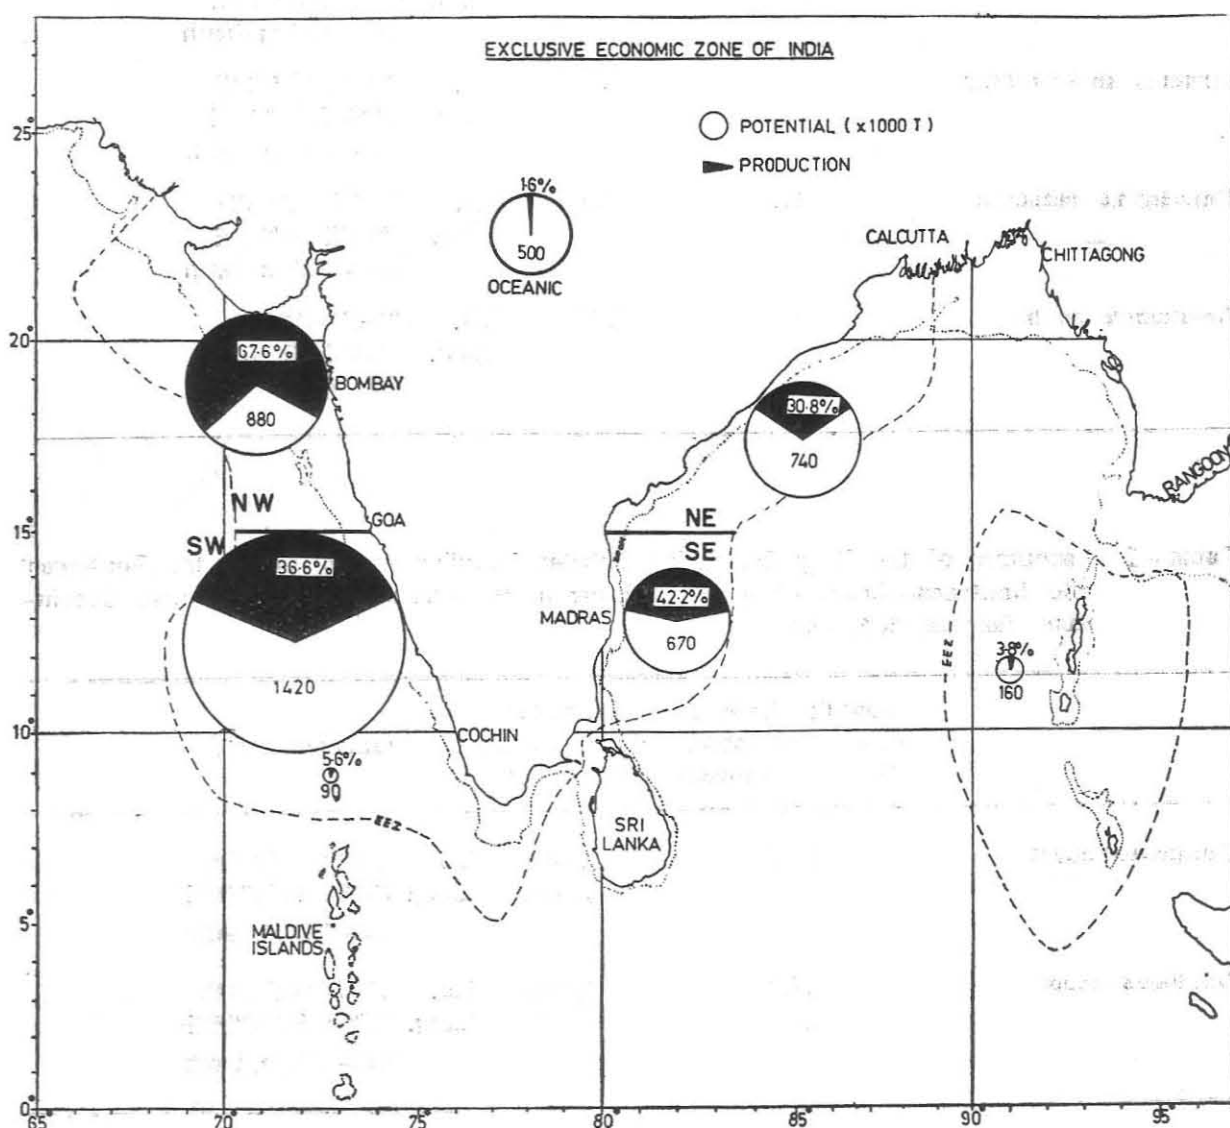 EXCLUSIVE ECONOMIC ZONE OF INDIA
POTENTIAL (x1000 T)
PRODUCTION
1·6%
500
OCEANIC
CALCUTTA
CHITTAGONG
67·6%
880
BOMBAY
30·8%
740
RANGOON
NW
GOA
SW
36·6%
1420
NE
SE
MADRAS
42·2%
670
EEZ
3·8%
160
COCHIN
5·6%
90
EEZ
SRI
LANKA
MALDIVE
ISLANDS
25°
20°
15°
10°
5°
0°
65°
70°
75°
80°
85°
90°
95°